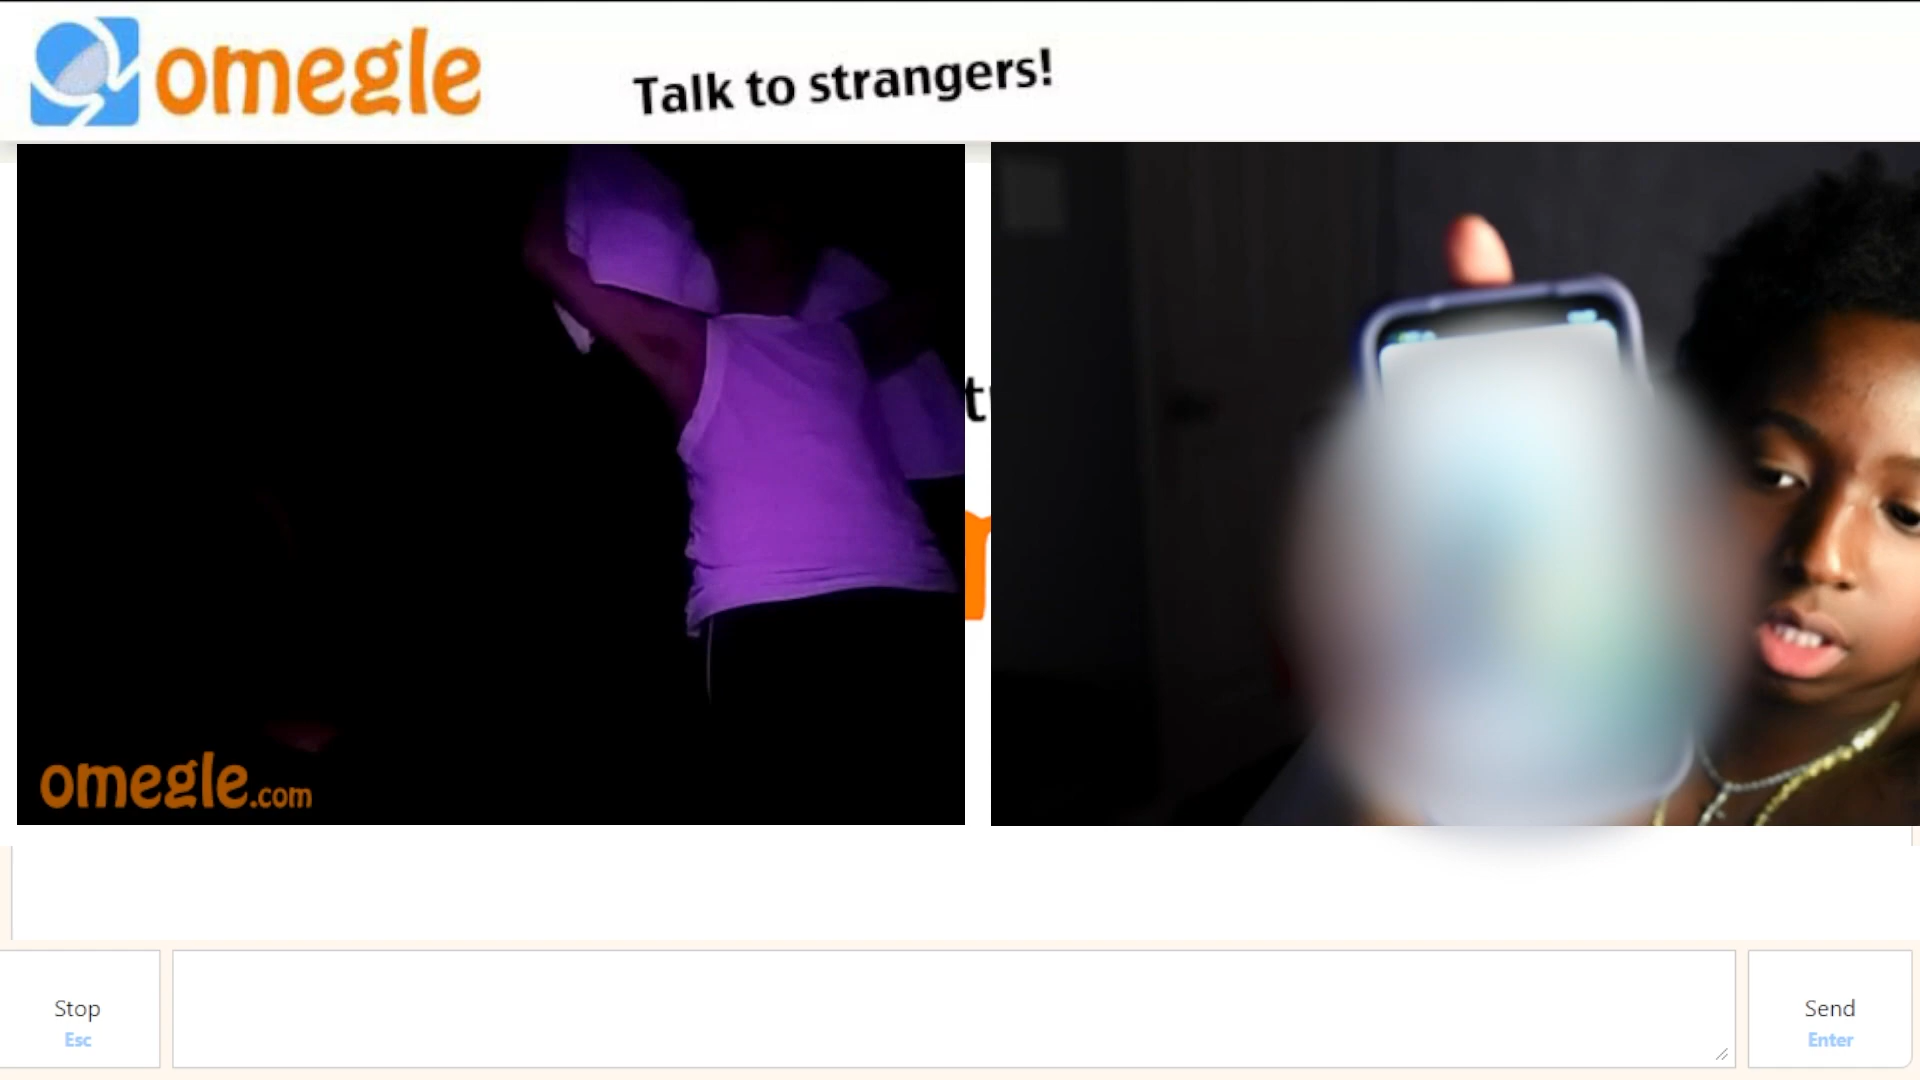 omegle
Talk to strangers!
omegle.com
Stop
Esc
Send
Enter